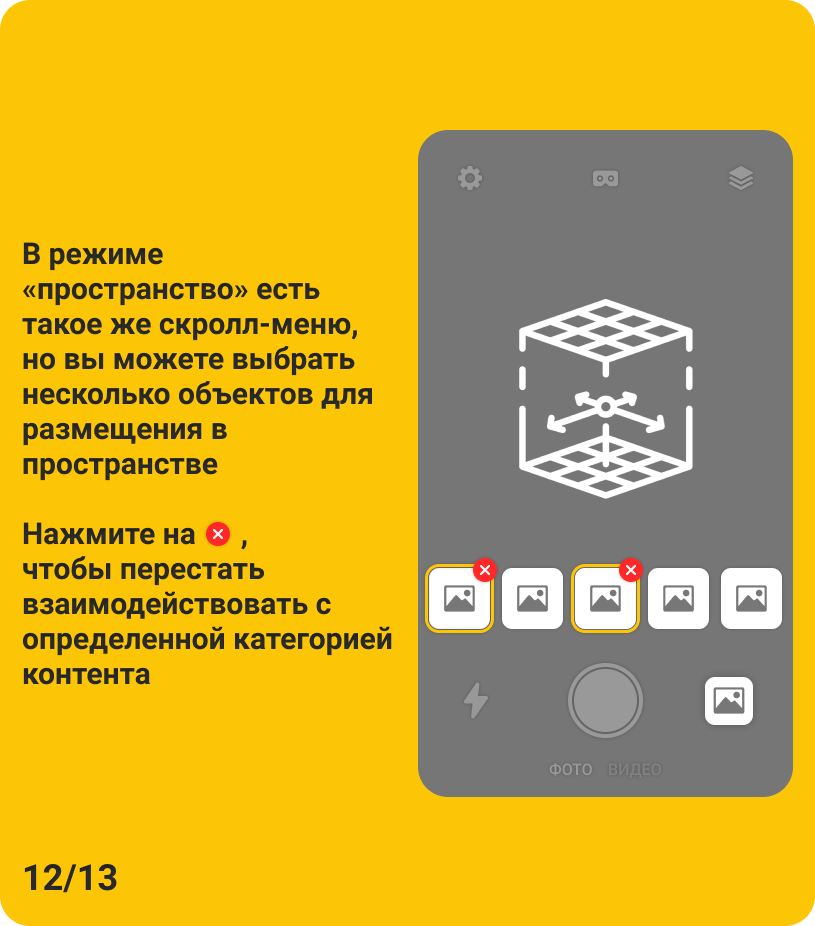 В режиме
«пространство» есть
такое же скролл-меню,
но вы можете выбрать
несколько объектов для
размещения в
пространстве
Нажмите на ,
чтобы перестать
взаимодействовать с
определенной категорией
контента
ФОТО ВИДЕО
12/13